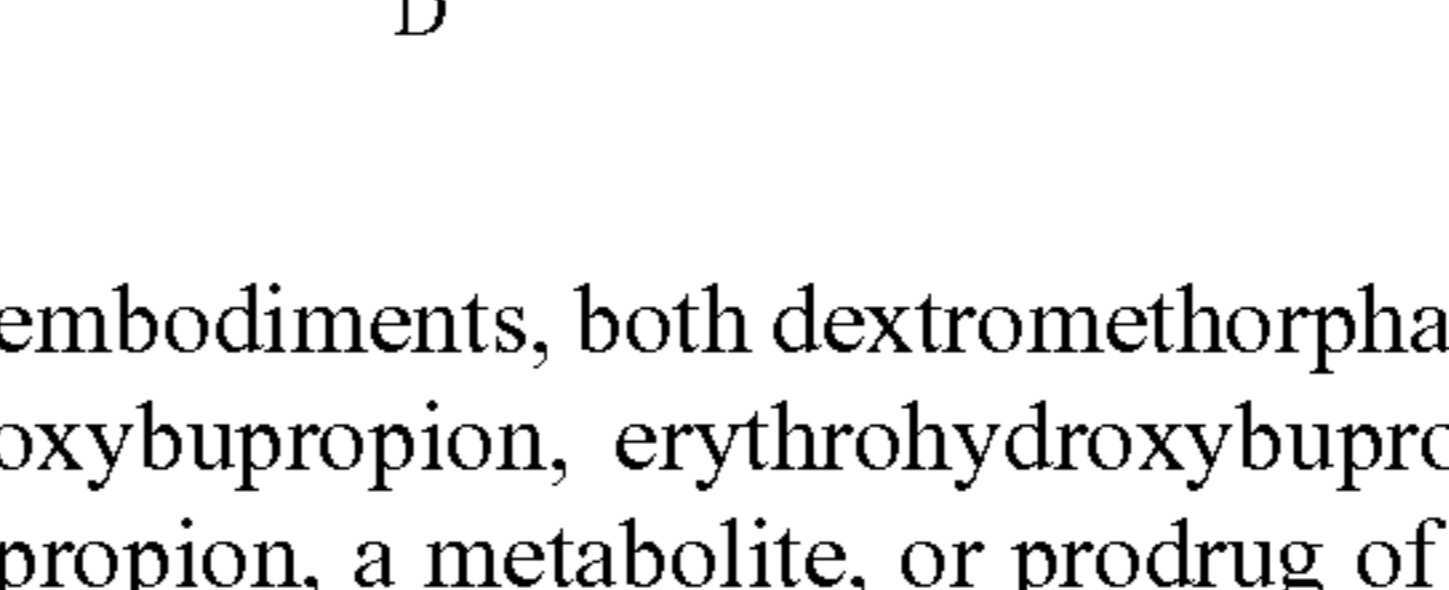 D
embodiments, both dextromethorpha
oxybupropion, erythrohydroxybupro
propion, a metabolite, or prodrug of